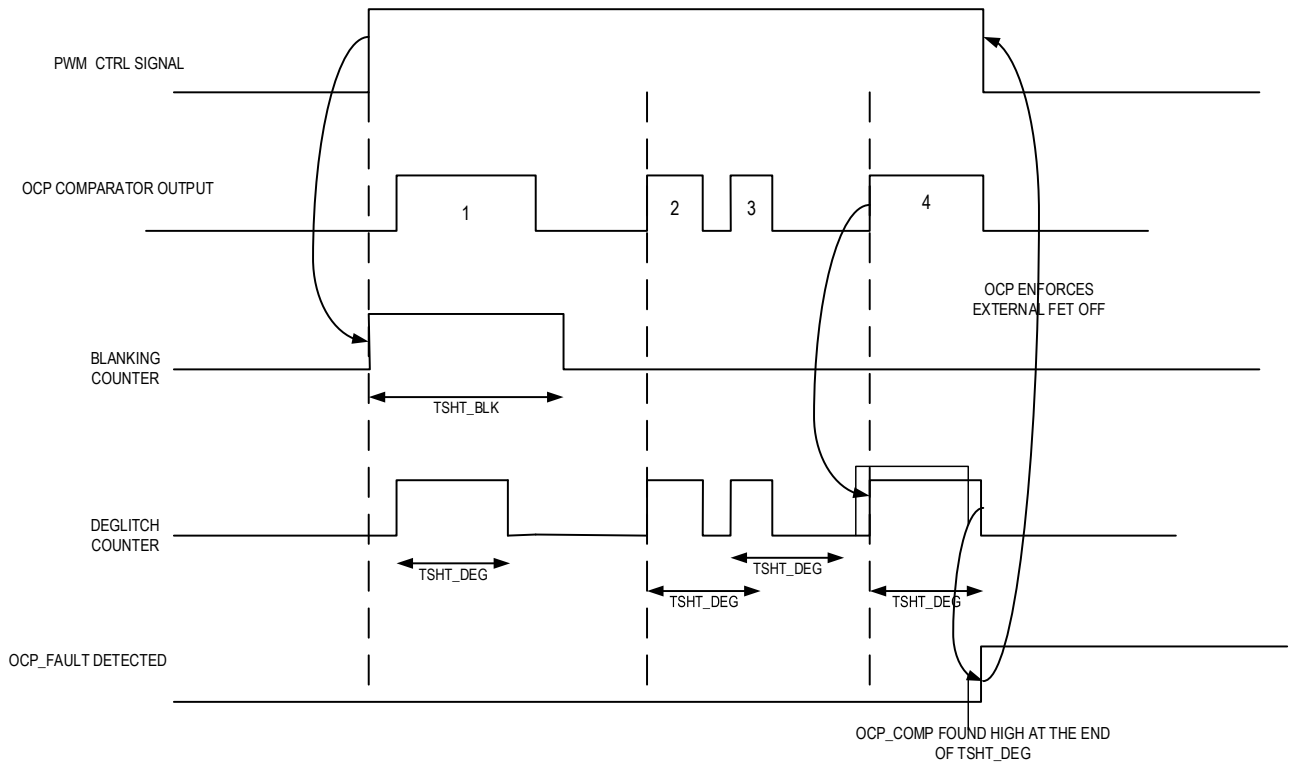 PWM CTRL SIGNAL
OCP COMPARATOR OUTPUT
1
2
3
4
OCP ENFORCES
EXTERNAL FET OFF
BLANKING
COUNTER
TSHT_BLK
DEGLITCH
COUNTER
TSHT_DEG
TSHT_DEG
TSHT_DEG
TSHT_DEG
OCP_FAULT DETECTED
OCP_COMP FOUND HIGH AT THE END
OF TSHT_DEG